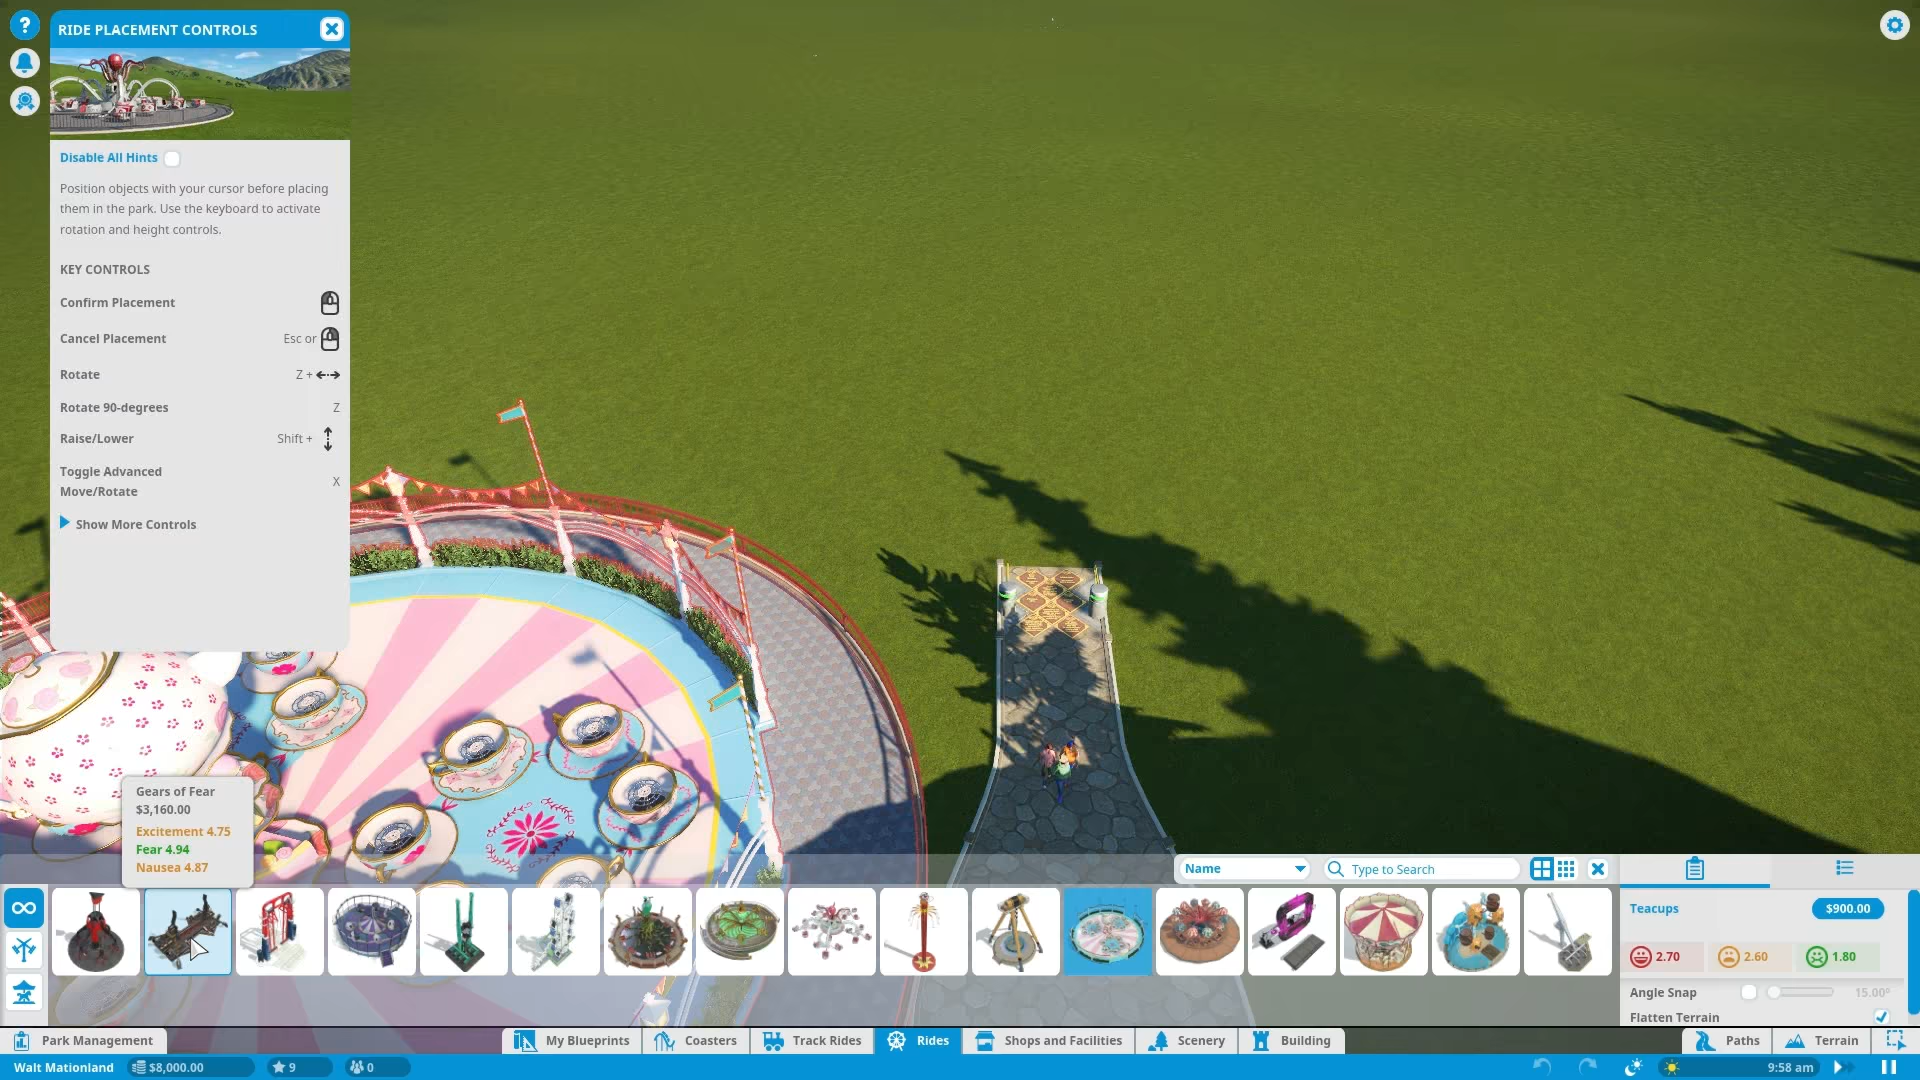 RIDE PLACEMENT CONTROLS
Disable All Hints
Position objects with your cursor before placing
them in the park. Use the keyboard to activate
rotation and height controls.
KEY CONTROLS
Confirm Placement
Cancel Placement Esc or
Rotate Z +
Rotate 90-degrees Z
Raise/Lower Shift +
Toggle Advanced
Move/Rotate X
Show More Controls
Gears of Fear
$3,160.00
Excitement 4.75
Fear 4.94
Nausea 4.87
Name
Type to Search
Teacups $900.00
2.70 2.60 1.80
Angle Snap 15.00°
Flatten Terrain
Park Management
My Blueprints
Coasters
Track Rides
Rides
Shops and Facilities
Scenery
Building
Paths
Terrain
Walt Mationland $8,000.00 9 0
9:58 am